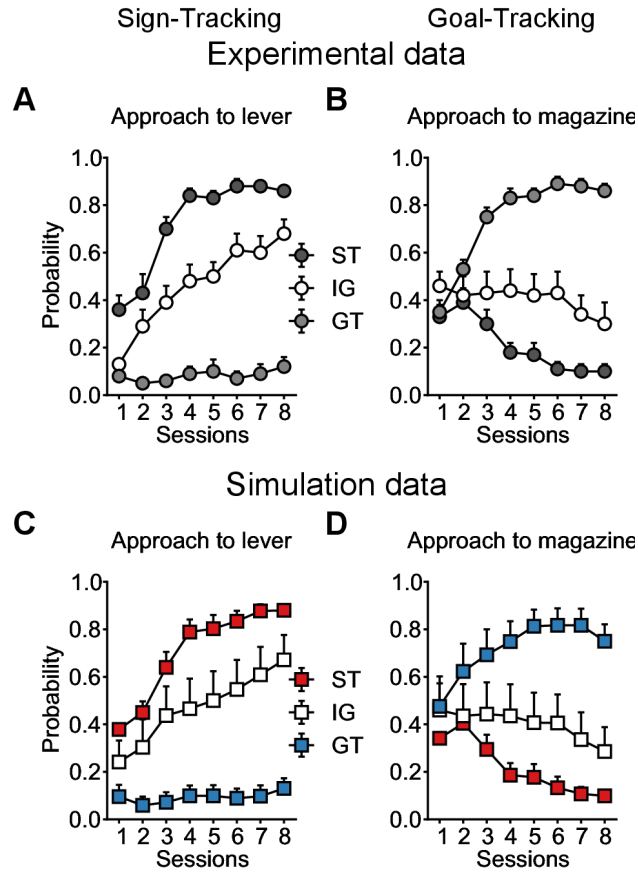 Sign-Tracking Goal-Tracking
Experimental data
A B
Approach to lever Approach to magazine
1.0 1.0
0.8 0.8
0.6 0.6
0.4 0.4
0.2 0.2
0.0 0.0
Probability
ST
IG
GT
1 2 3 4 5 6 7 8 1 2 3 4 5 6 7 8
Sessions Sessions
Simulation data
C D
Approach to lever Approach to magazine
1.0 1.0
0.8 0.8
0.6 0.6
0.4 0.4
0.2 0.2
0.0 0.0
Probability
ST
IG
GT
1 2 3 4 5 6 7 8 1 2 3 4 5 6 7 8
Sessions Sessions